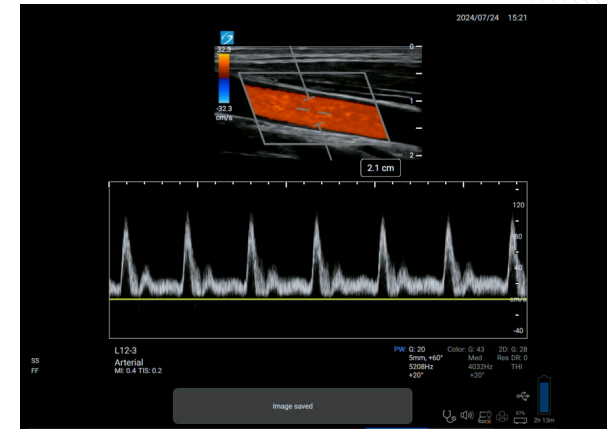 2024/07/24 15:21
32.3
-32.3
cm/s
0
1
2
2.1 cm
120
80
40
cm/s
-40
L12-3
Arterial
MI: 0.4 TIS: 0.2
PW: G: 20
5mm, +60°
5208Hz
+20°
Color: G: 43
Med
4032Hz
+20°
2D: G: 28
Res DR: 0
THI
SS
FF
Image saved
97%
2h 13m